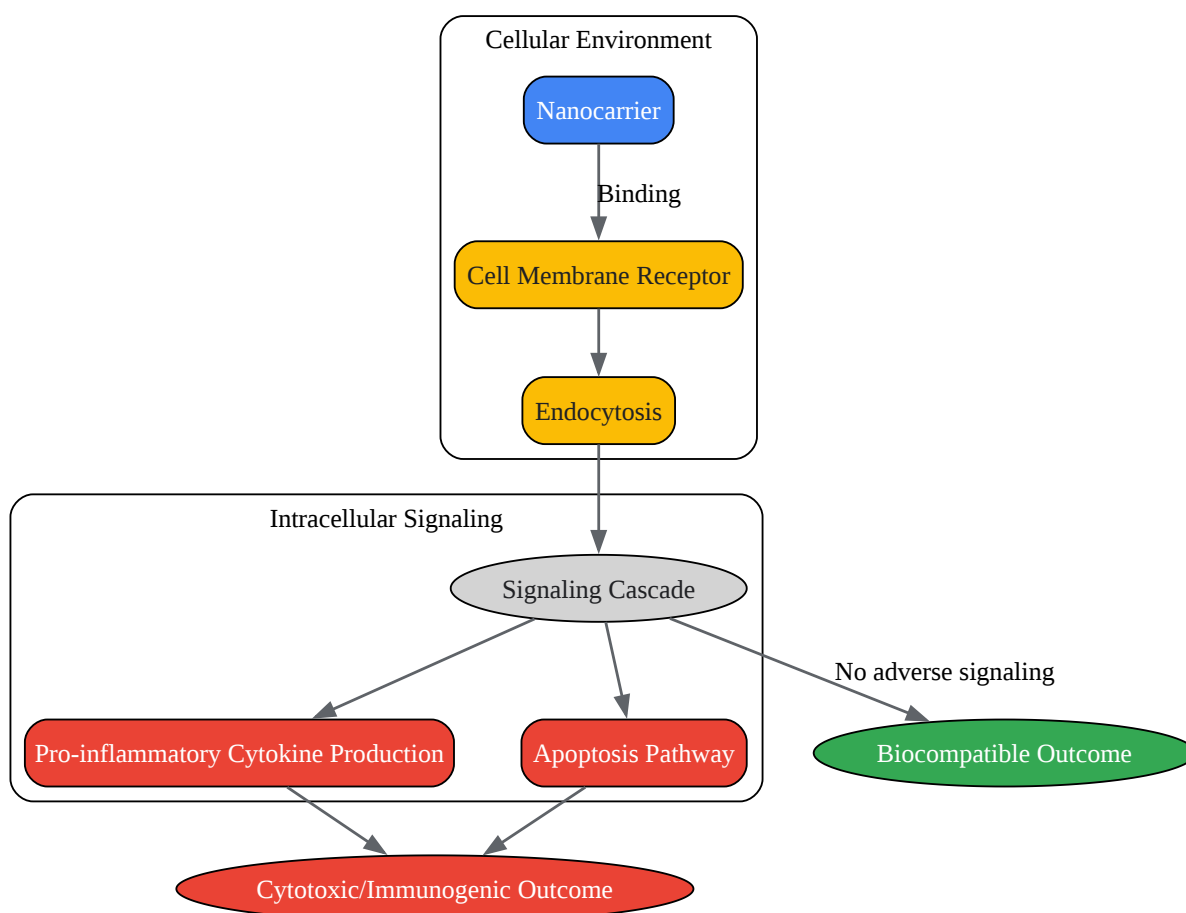 Cellular Environment
Nanocarrier
Binding
Cell Membrane Receptor
Endocytosis
Intracellular Signaling
Signaling Cascade
No adverse signaling
Pro-inflammatory Cytokine Production
Apoptosis Pathway
Biocompatible Outcome
Cytotoxic/Immunogenic Outcome